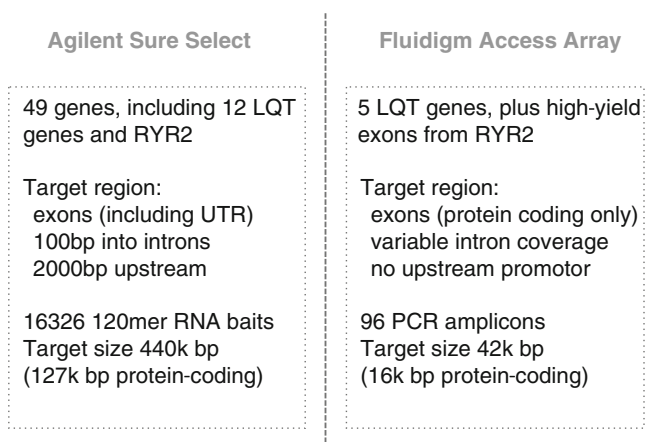 Agilent Sure Select
49 genes, including 12 LQT
genes and RYR2
Target region:
exons (including UTR)
100bp into introns
2000bp upstream
16326 120mer RNA baits
Target size 440k bp
(127k bp protein-coding)
Fluidigm Access Array
5 LQT genes, plus high-yield
exons from RYR2
Target region:
exons (protein coding only)
variable intron coverage
no upstream promotor
96 PCR amplicons
Target size 42k bp
(16k bp protein-coding)